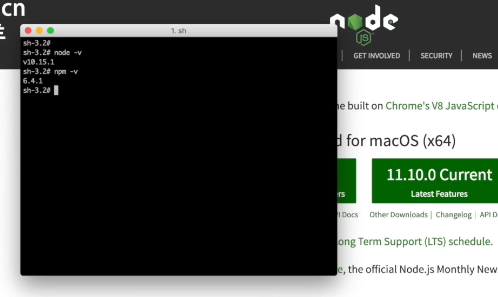 cn
1. sh
sh-3.2#
sh-3.2# node -v
v10.15.1
sh-3.2# npm -v
6.4.1
sh-3.2#
node
JS
GET INVOLVED | SECURITY | NEWS
built on Chrome's V8 JavaScript
for macOS (x64)
11.10.0 Current
Latest Features
API Docs Other Downloads | Changelog | API D
Long Term Support (LTS) schedule.
, the official Node.js Monthly New